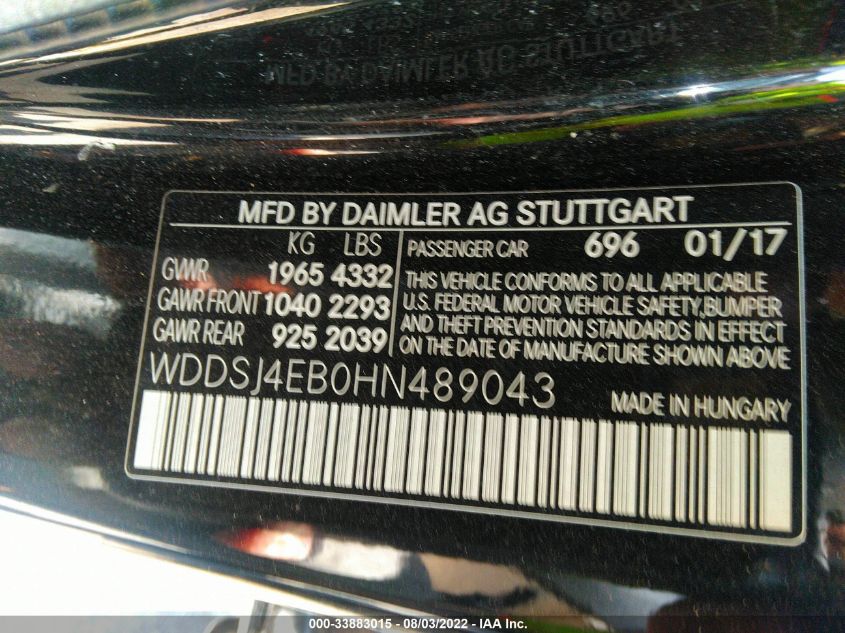 MFD BY DAIMLER AG STUTTGART
KG LBS
GVWR 1965 4332
GAWR FRONT 1040 2293
GAWR REAR 925 2039
PASSENGER CAR 696 01/17
THIS VEHICLE CONFORMS TO ALL APPLICABLE
U.S. FEDERAL MOTOR VEHICLE SAFETY,BUMPER
AND THEFT PREVENTION STANDARDS IN EFFECT
ON THE DATE OF MANUFACTURE SHOWN ABOVE
WDDSJ4EB0HN489043
MADE IN HUNGARY
000-33883015 - 08/03/2022 - IAA Inc.